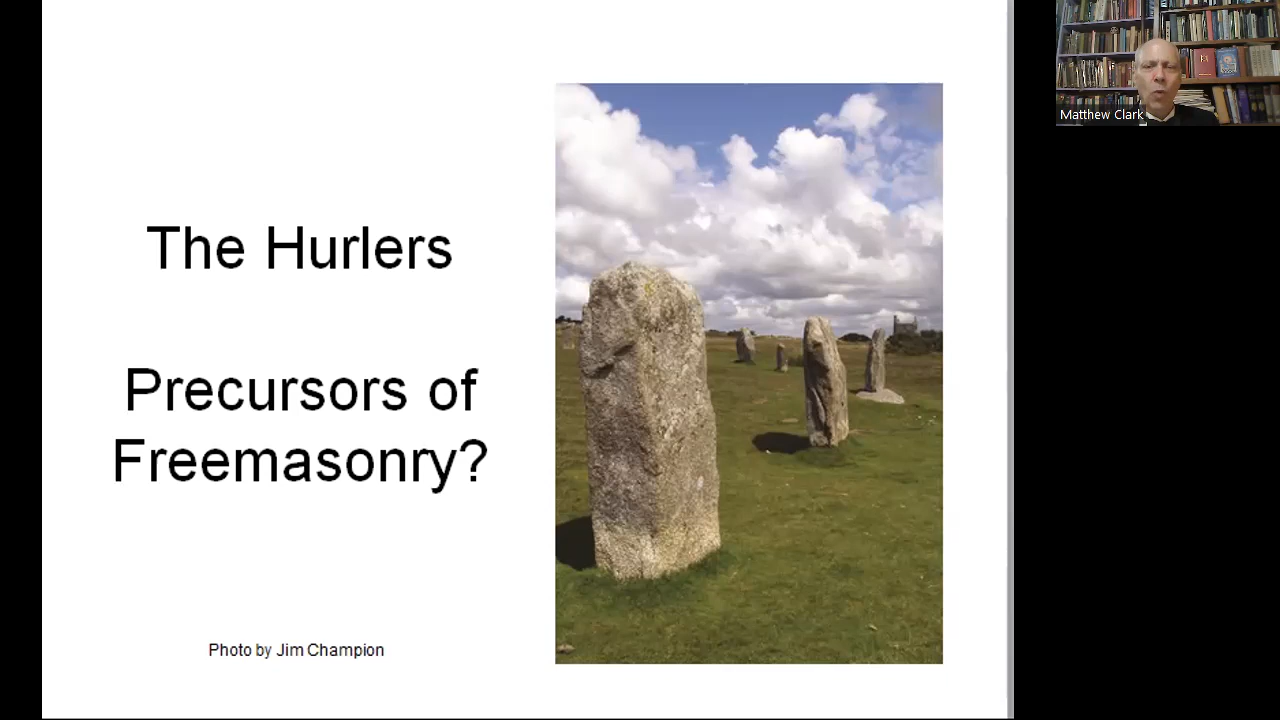 The Hurlers
Precursors of
Freemasonry?
Photo by Jim Champion
Matthew Clark